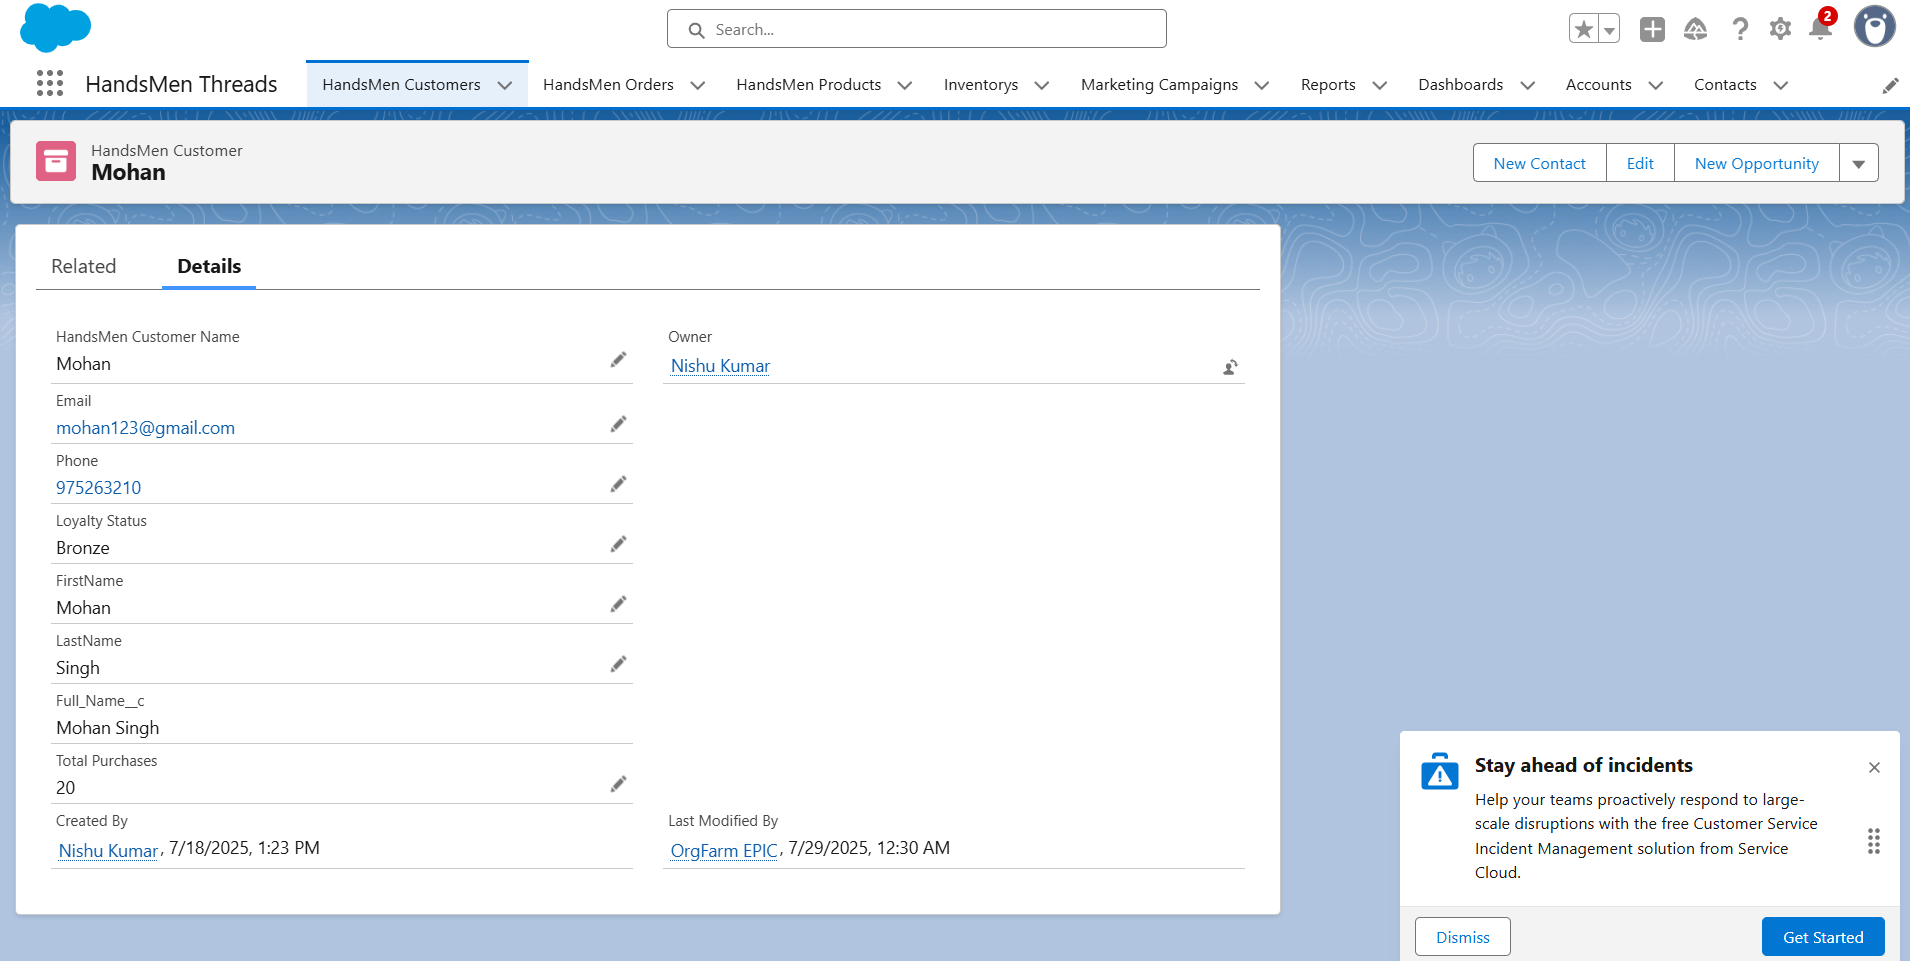 Search...
2
HandsMen Threads
HandsMen Customers
HandsMen Orders
HandsMen Products
Inventorys
Marketing Campaigns
Reports
Dashboards
Accounts
Contacts
HandsMen Customer
Mohan
New Contact
Edit
New Opportunity
Related
Details
HandsMen Customer Name
Mohan
Owner
Nishu Kumar
Email
mohan123@gmail.com
Phone
975263210
Loyalty Status
Bronze
FirstName
Mohan
LastName
Singh
Full_Name__c
Mohan Singh
Total Purchases
20
Created By
Nishu Kumar, 7/18/2025, 1:23 PM
Last Modified By
OrgFarm EPIC, 7/29/2025, 12:30 AM
Stay ahead of incidents
Help your teams proactively respond to large-
scale disruptions with the free Customer Service
Incident Management solution from Service
Cloud.
Dismiss
Get Started